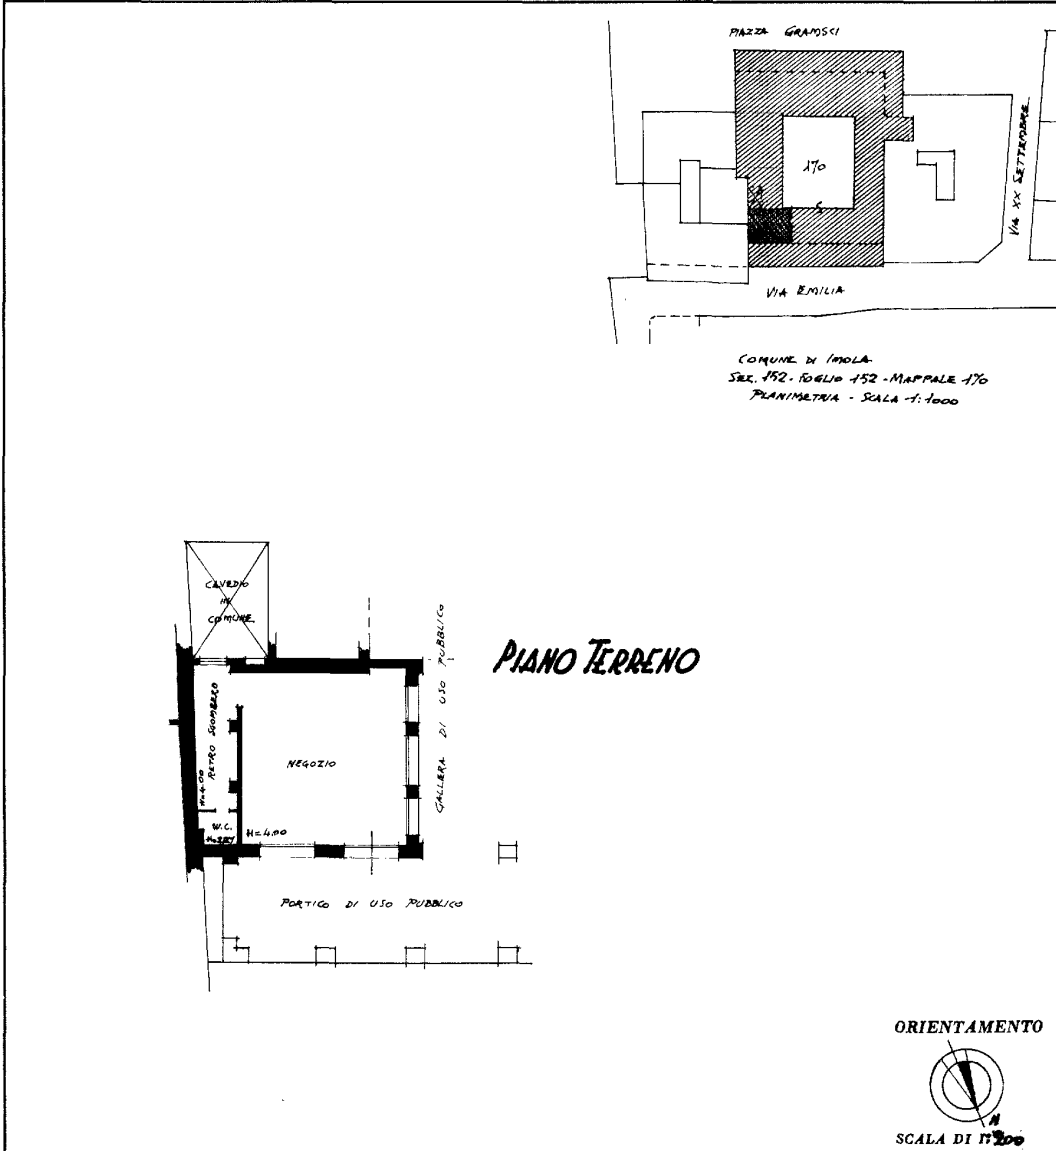 PIAZZA GRAMSCI
170
S
VIA XX SETTEMBRE
VIA EMILIA
COMUNE DI IMOLA
SEZ. 152 - FOGLIO 152 - MAPPALE 170
PLANIMETRIA - SCALA 1:1000
CAVEDIO
IN
COMUNE
PIANO TERRENO
GALLERIA DI USO PUBBLICO
RETRO SGOMBERO
H=4.00
NEGOZIO
W.C.
H=4.00
PORTICO DI USO PUBBLICO
ORIENTAMENTO
N
SCALA DI 1:200